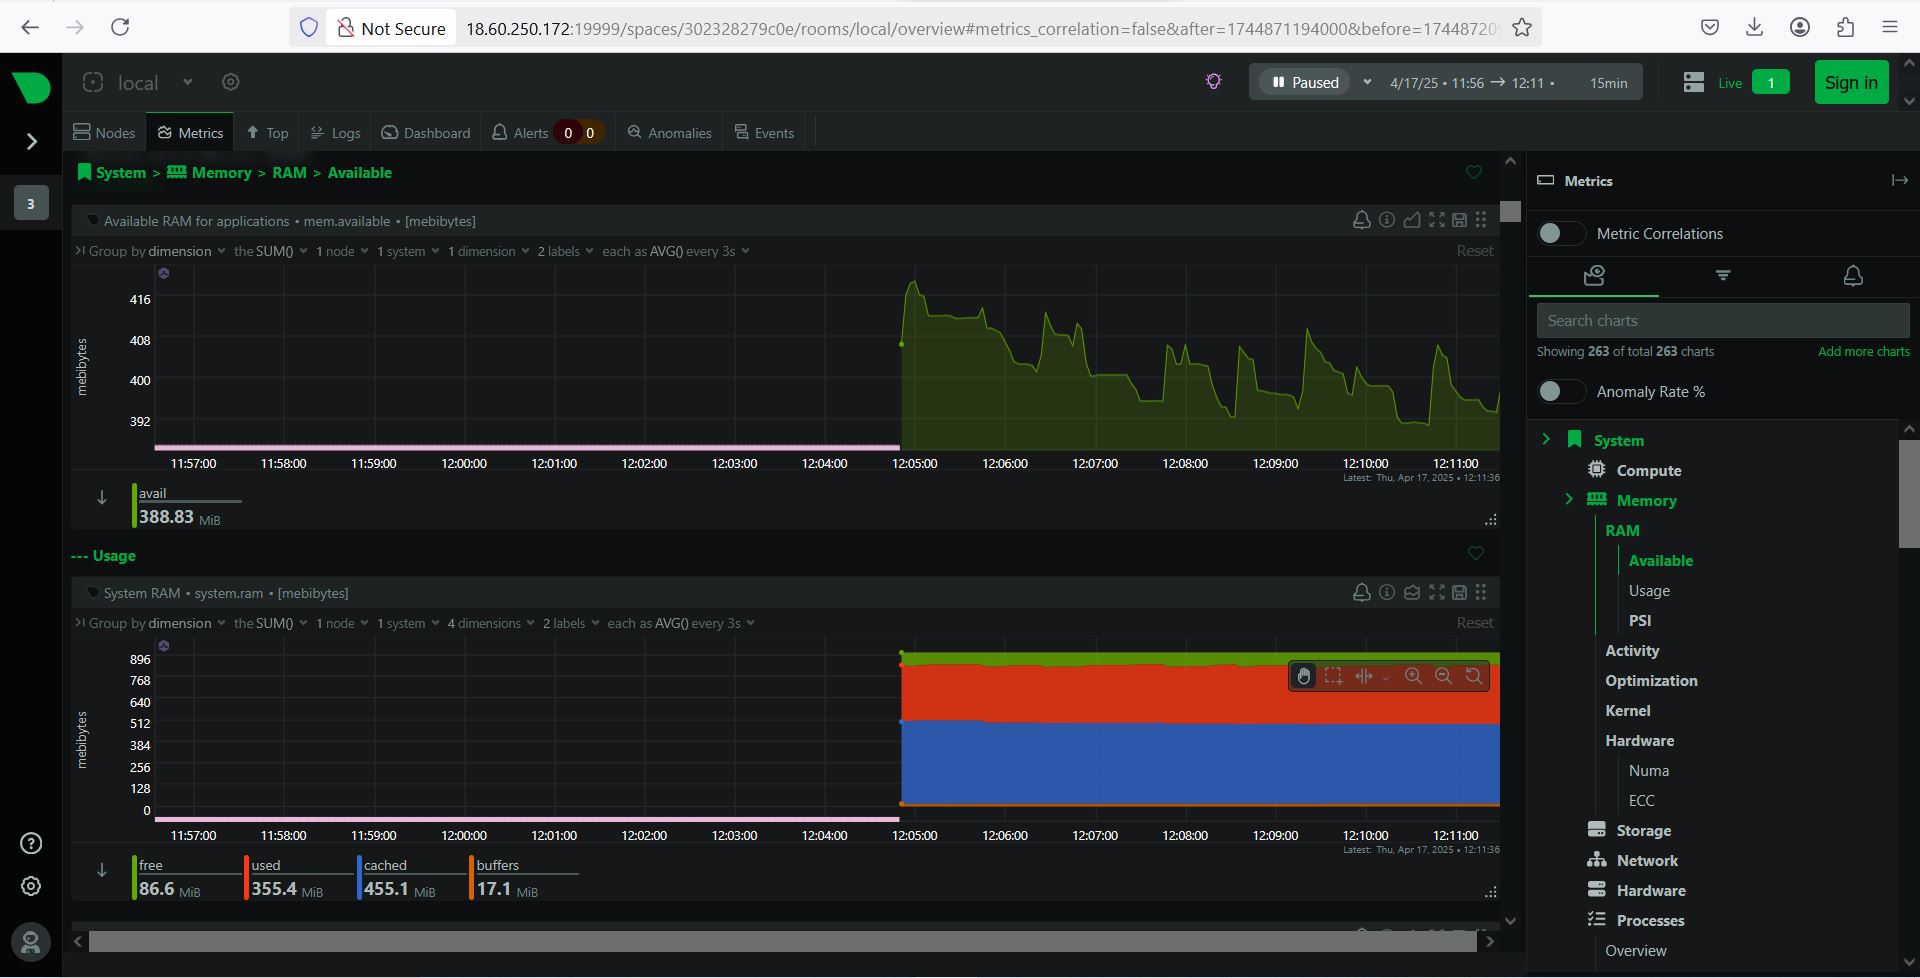 Not Secure
18.60.250.172:19999/spaces/302328279c0e/rooms/local/overview#metrics_correlation=false&after=1744871194000&before=174487209
local
Paused
4/17/25 • 11:56 → 12:11 •
15min
Live
1
Sign in
Nodes
Metrics
Top
Logs
Dashboard
Alerts
0
0
Anomalies
Events
3
System > Memory > RAM > Available
Available RAM for applications • mem.available • [mebibytes]
Group by dimension the SUM() 1 node 1 system 1 dimension 2 labels each as AVG() every 3s
Reset
mebibytes
416
408
400
392
11:57:00 11:58:00 11:59:00 12:00:00 12:01:00 12:02:00 12:03:00 12:04:00 12:05:00 12:06:00 12:07:00 12:08:00 12:09:00 12:10:00 12:11:00
Latest: Thu, Apr 17, 2025 • 12:11:36
avail
388.83 MiB
--- Usage
System RAM • system.ram • [mebibytes]
Group by dimension the SUM() 1 node 1 system 4 dimensions 2 labels each as AVG() every 3s
Reset
mebibytes
896
768
640
512
384
256
128
0
11:57:00 11:58:00 11:59:00 12:00:00 12:01:00 12:02:00 12:03:00 12:04:00 12:05:00 12:06:00 12:07:00 12:08:00 12:09:00 12:10:00 12:11:00
Latest: Thu, Apr 17, 2025 • 12:11:36
free
86.6 MiB
used
355.4 MiB
cached
455.1 MiB
buffers
17.1 MiB
Metrics
Metric Correlations
Search charts
Showing 263 of total 263 charts
Add more charts
Anomaly Rate %
System
Compute
Memory
RAM
Available
Usage
PSI
Activity
Optimization
Kernel
Hardware
Numa
ECC
Storage
Network
Hardware
Processes
Overview